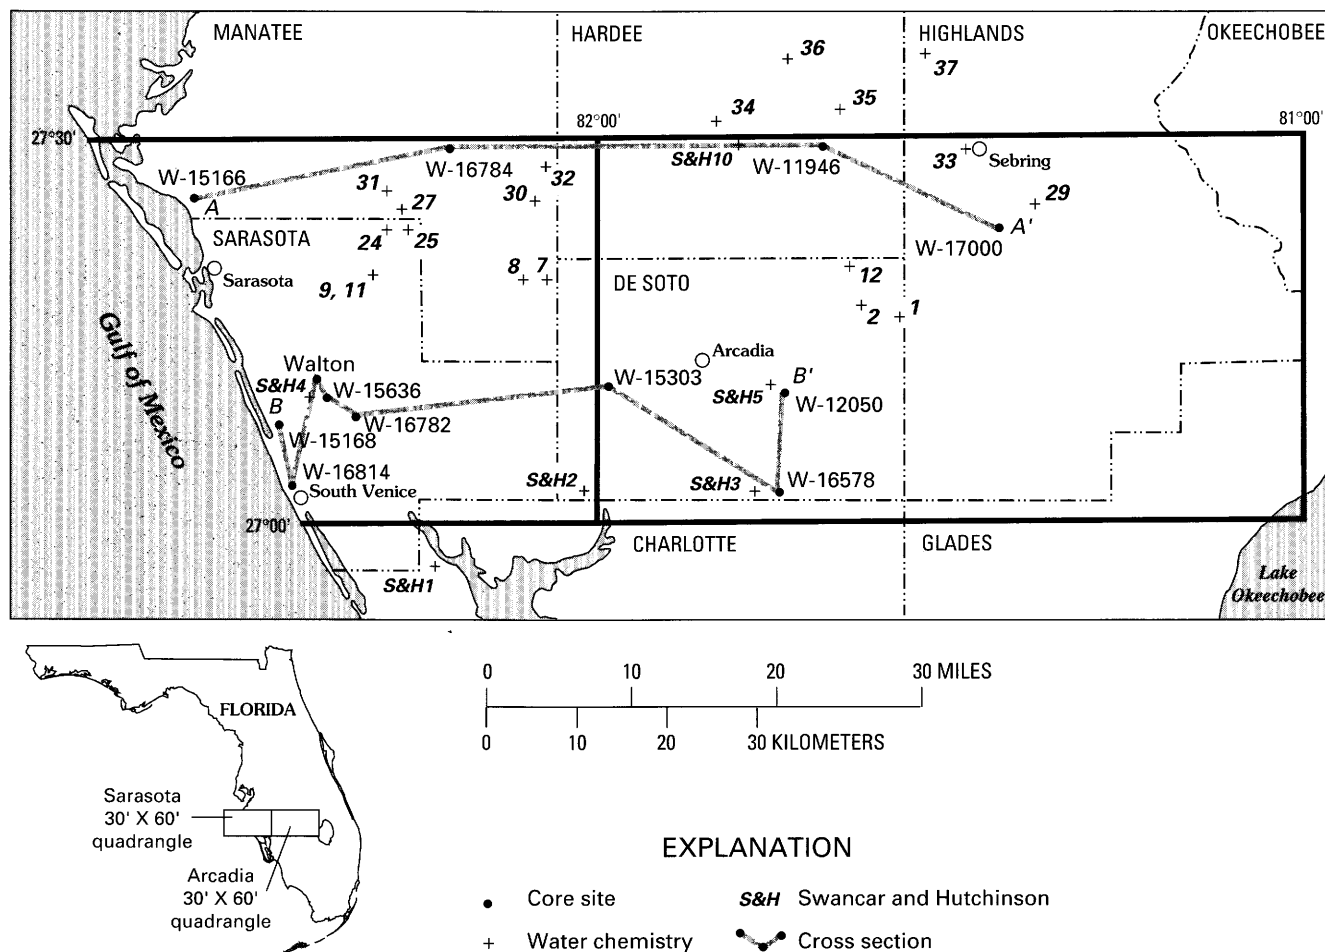 MANATEE
HARDEE
HIGHLANDS
OKEECHOBEE
36
37
34
35
82°00'
81°00'
27°30'
W-15166
A
W-16784
S&H10
W-11946
33
Sebring
31
32
30
27
29
A'
W-17000
SARASOTA
24
25
Sarasota
9, 11
8
7
DE SOTO
12
2
1
Gulf of Mexico
Walton
S&H4
W-15636
B
W-16782
W-15168
W-16814
South Venice
Arcadia
W-15303
S&H5
B'
W-12050
S&H2
S&H3
W-16578
27°00'
CHARLOTTE
GLADES
S&H1
Lake
Okeechobee
0
10
20
30 MILES
0
10
20
30 KILOMETERS
FLORIDA
Sarasota
30' X 60'
quadrangle
Arcadia
30' X 60'
quadrangle
EXPLANATION
Core site
S&H Swancar and Hutchinson
Water chemistry
Cross section